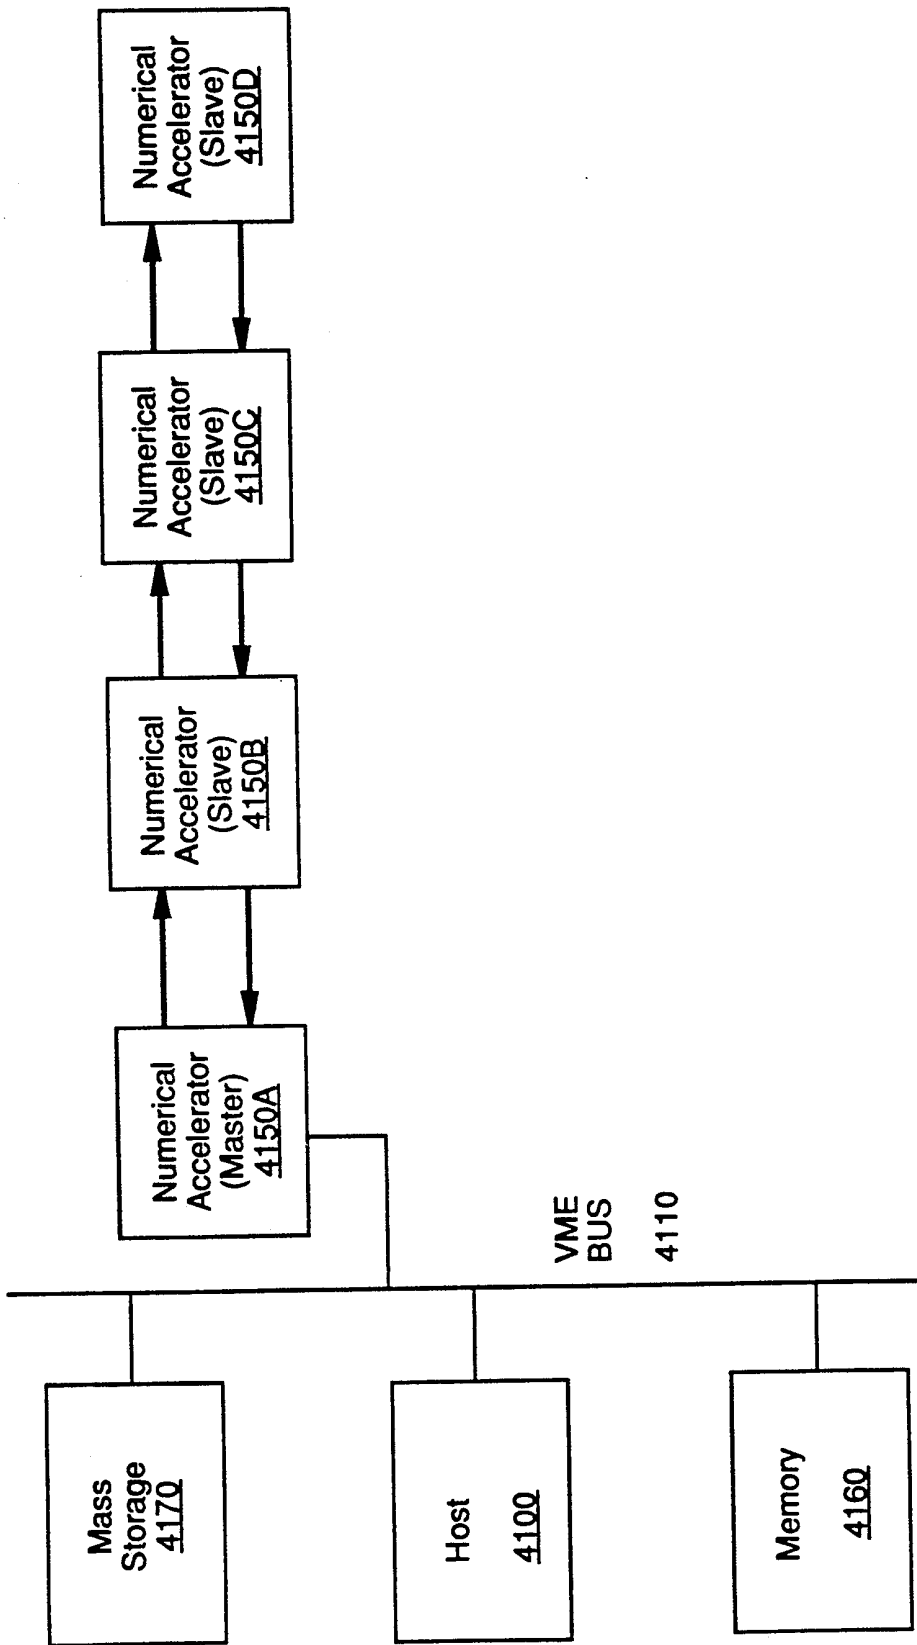 Mass
Storage
4170
Host
4100
Memory
4160
VME
BUS
4110
Numerical
Accelerator
(Master)
4150A
Numerical
Accelerator
(Slave)
4150B
Numerical
Accelerator
(Slave)
4150C
Numerical
Accelerator
(Slave)
4150D